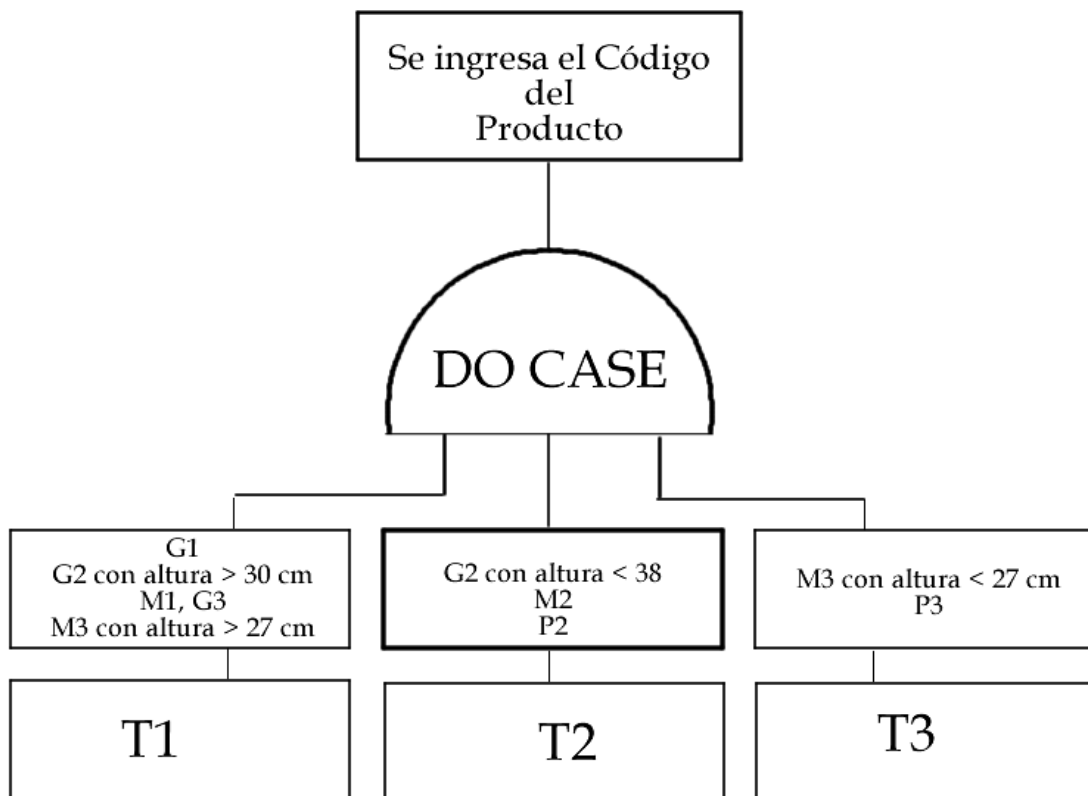 Se ingresa el Código
del
Producto
DO CASE
G1
G2 con altura > 30 cm
M1, G3
M3 con altura > 27 cm
G2 con altura < 38
M2
P2
M3 con altura < 27 cm
P3
T1
T2
T3